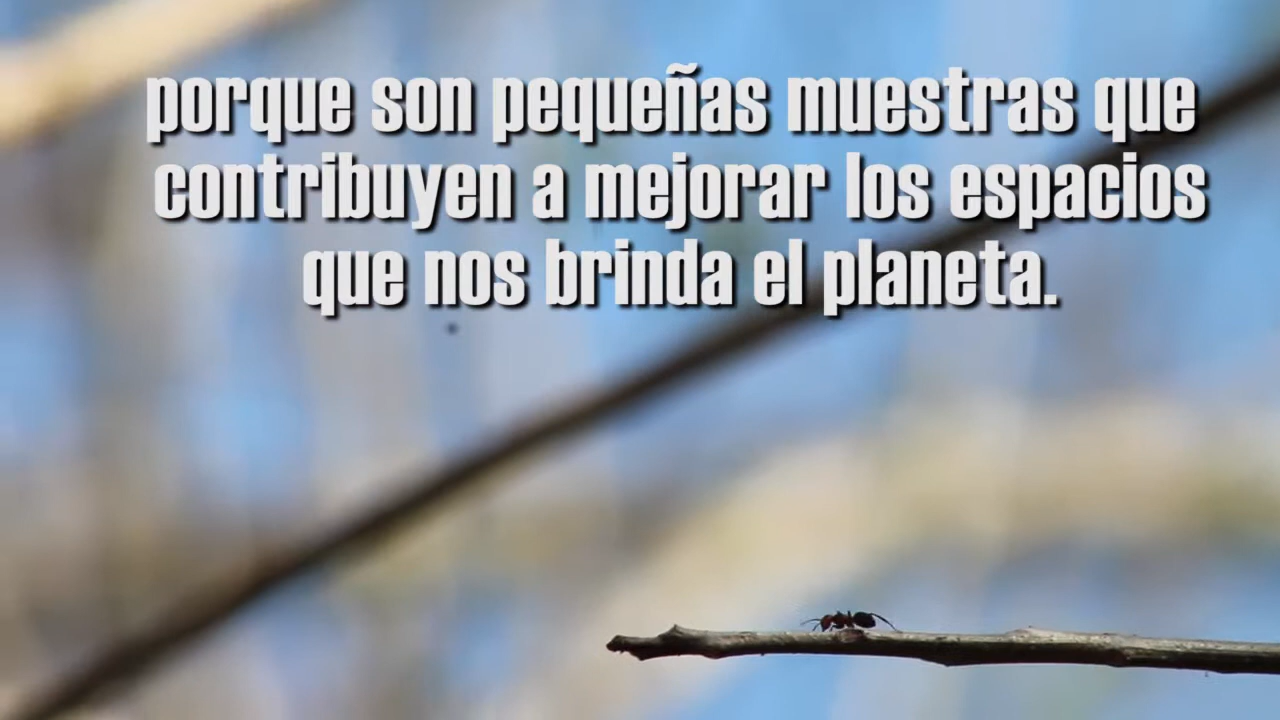 porque son pequeñas muestras que
contribuyen a mejorar los espacios
que nos brinda el planeta.